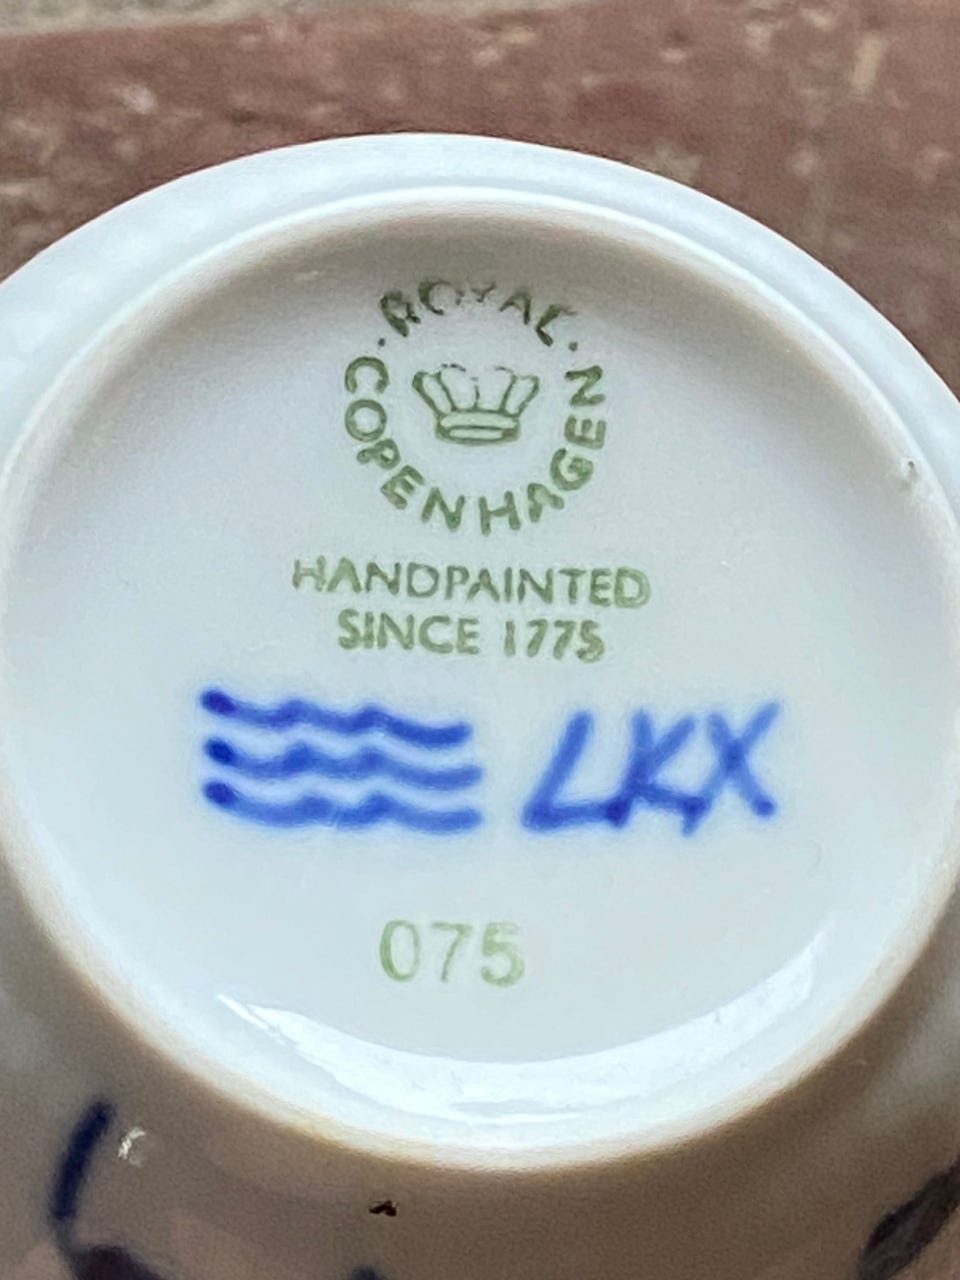 ROYAL
COPENHAGEN
HANDPAINTED
SINCE 1775
LKX
075